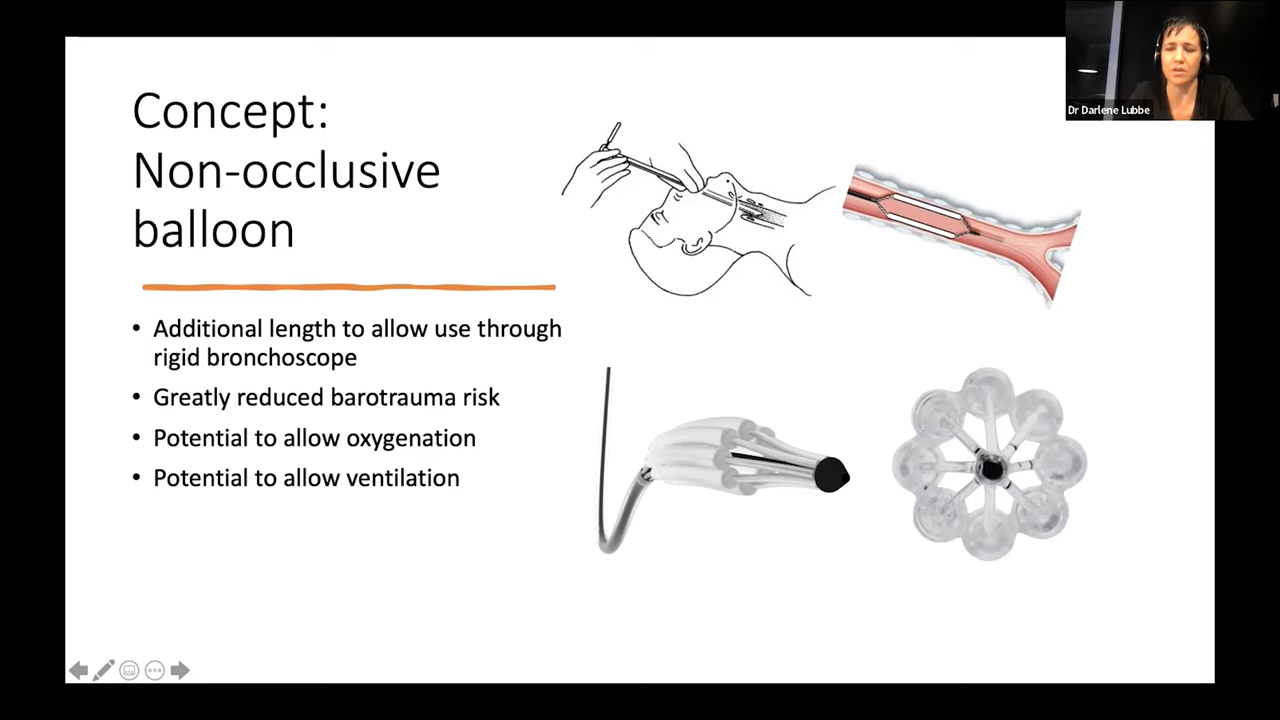 Concept:
Non-occlusive
balloon
• Additional length to allow use through
rigid bronchoscope
• Greatly reduced barotrauma risk
• Potential to allow oxygenation
• Potential to allow ventilation
Dr Darlene Lubbe